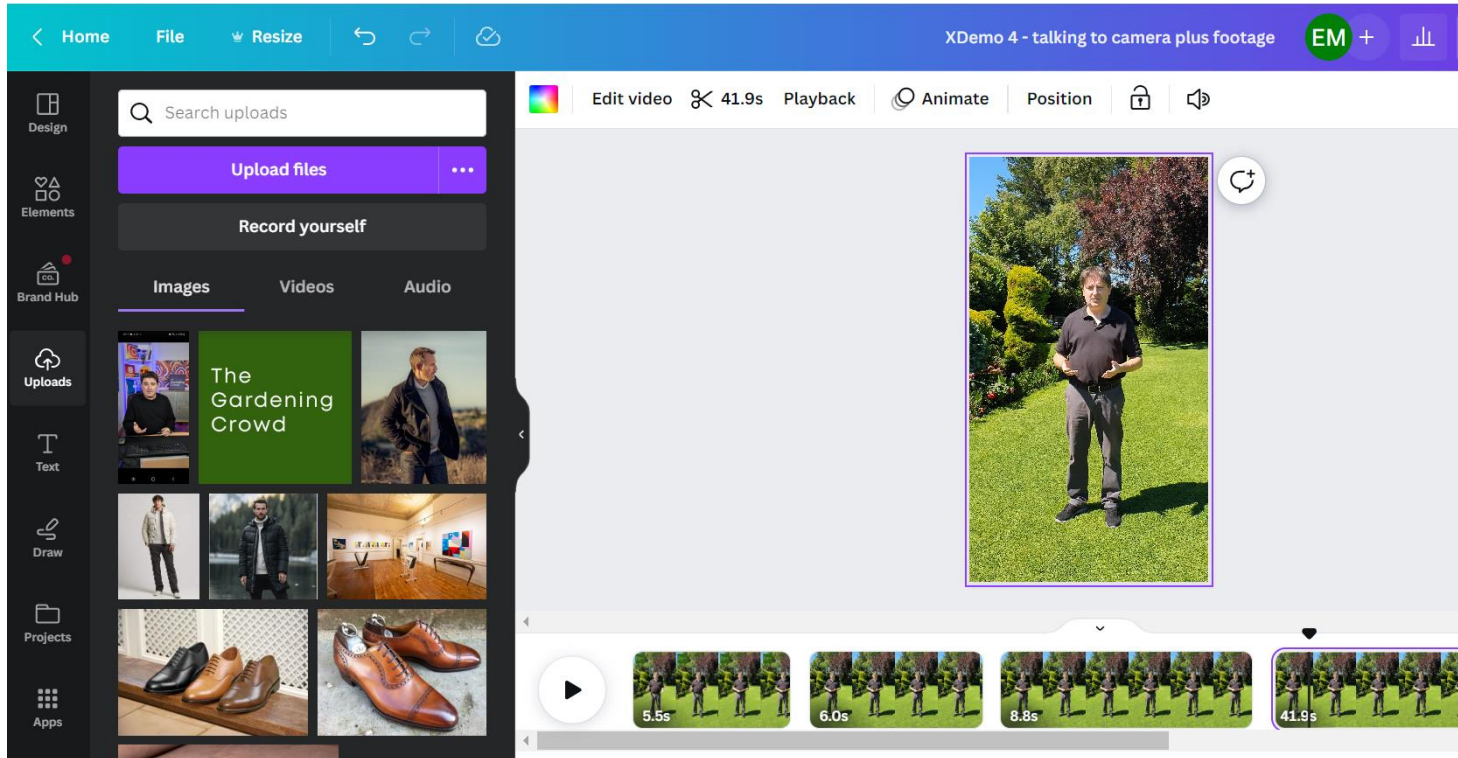 Home File Resize XDemo 4 - talking to camera plus footage EM +
Design
Elements
CO.
Brand Hub
Uploads
Text
Draw
Projects
Apps
Search uploads
Upload files
Record yourself
Images Videos Audio
The
Gardening
Crowd
Edit video 41.9s Playback Animate Position
5.5s 6.0s 8.8s 41.9s